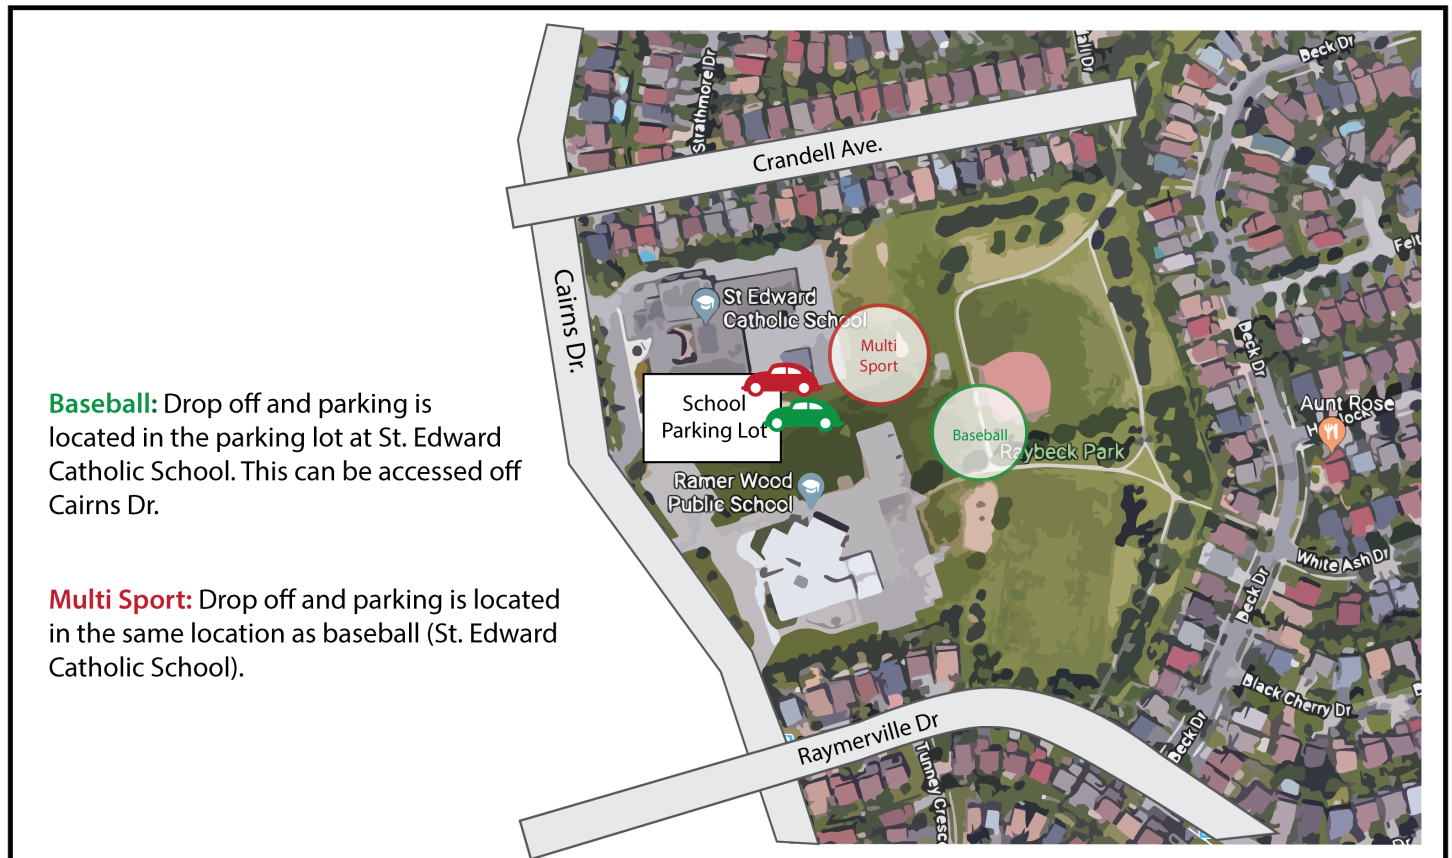 Baseball: Drop off and parking is
located in the parking lot at St. Edward
Catholic School. This can be accessed off
Cairns Dr.
Multi Sport: Drop off and parking is located
in the same location as baseball (St. Edward
Catholic School).
Strathmore Dr
Beck Dr
Crandell Ave.
Cairns Dr.
St Edward
Catholic School
Multi
Sport
School
Parking Lot
Baseball
Raybeck Park
Ramer Wood
Public School
Beck Dr
Aunt Rose
White Ash Dr
Beck Dr
Black Cherry Dr
Beck Dr
Raymerville Dr
Tunney Cresc
Dr